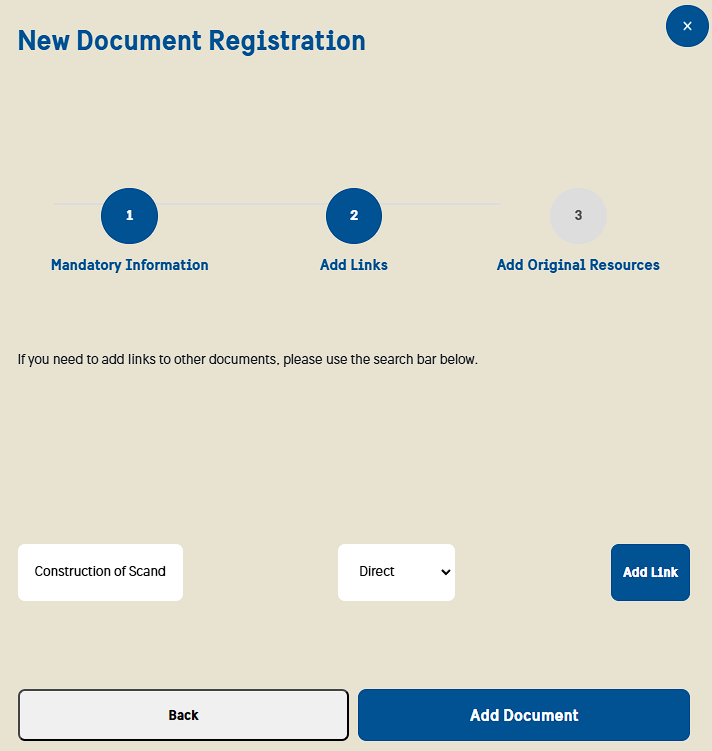 New Document Registration
×
1
2
3
Mandatory Information
Add Links
Add Original Resources
If you need to add links to other documents, please use the search bar below.
Construction of Scand
Direct
Add Link
Back
Add Document